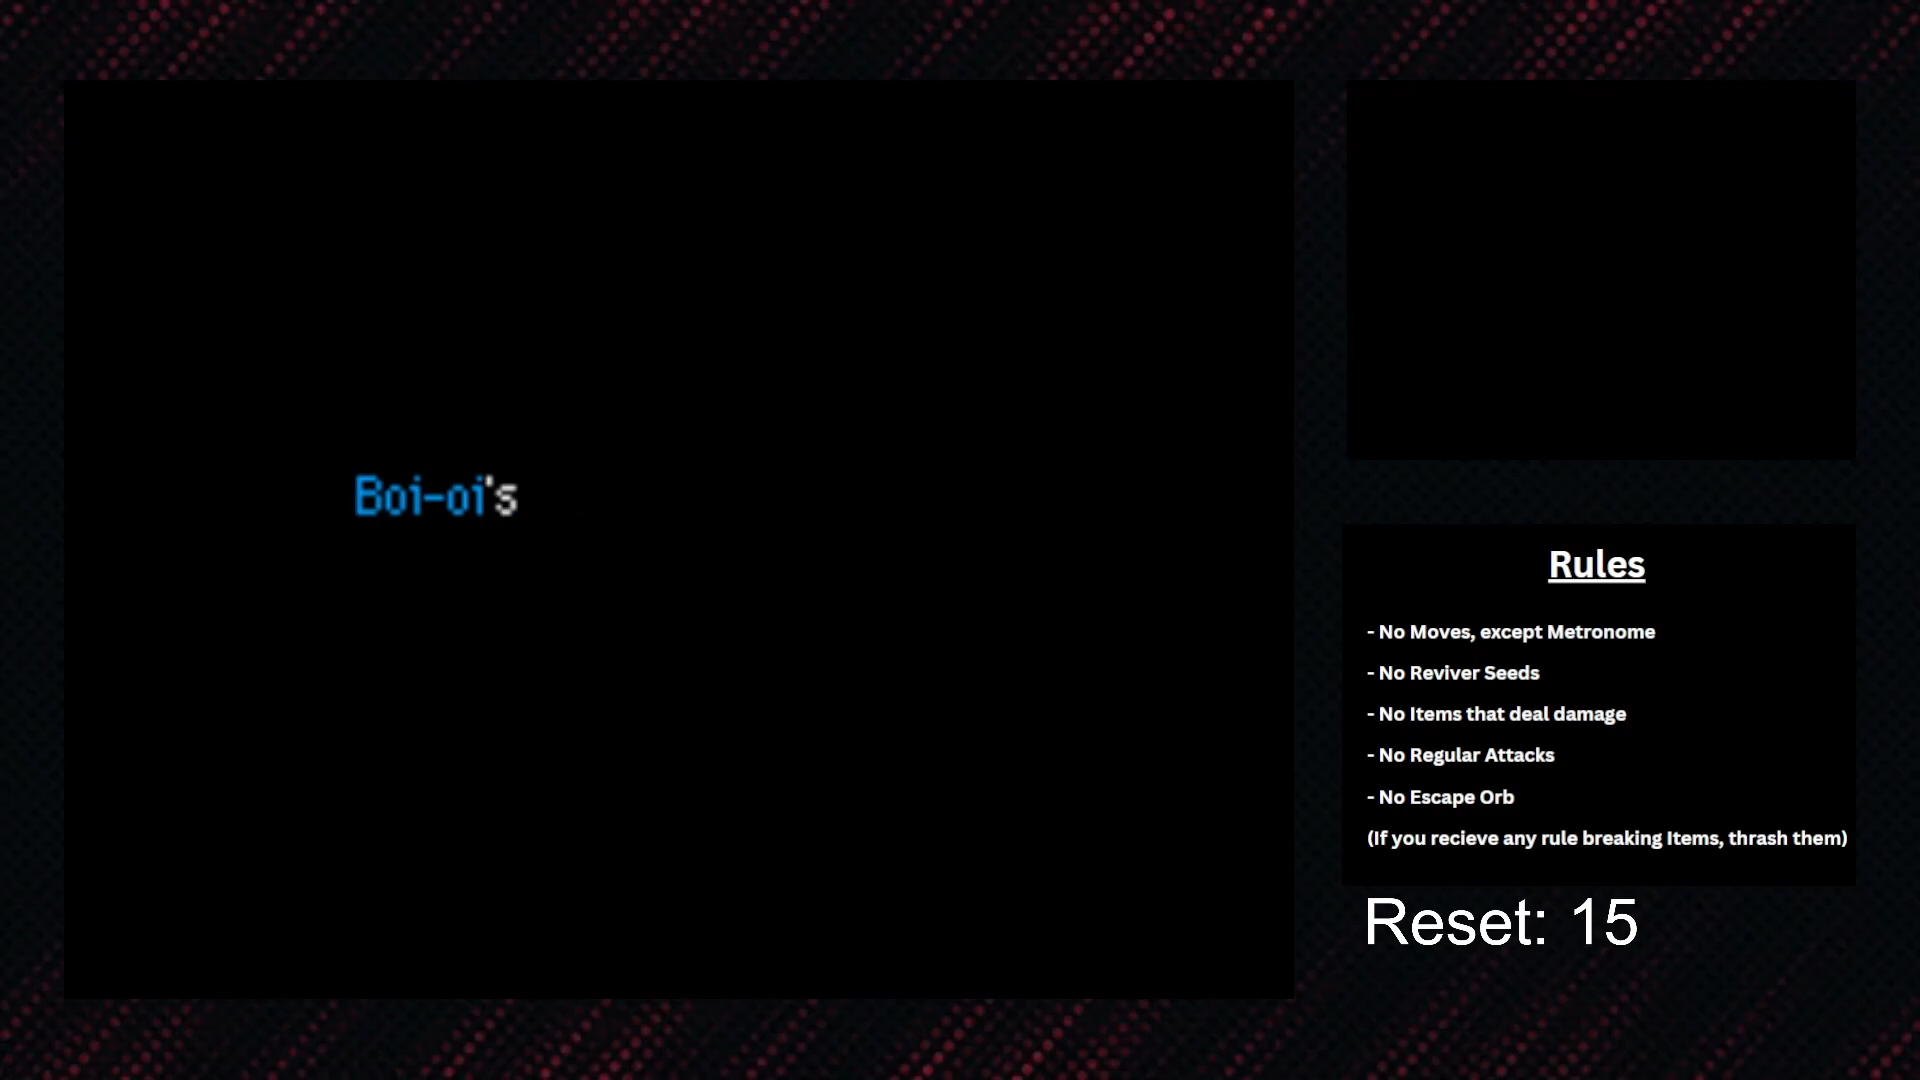 Boi-oi's
Rules
- No Moves, except Metronome
- No Reviver Seeds
- No Items that deal damage
- No Regular Attacks
- No Escape Orb
(If you recieve any rule breaking Items, thrash them)
Reset: 15